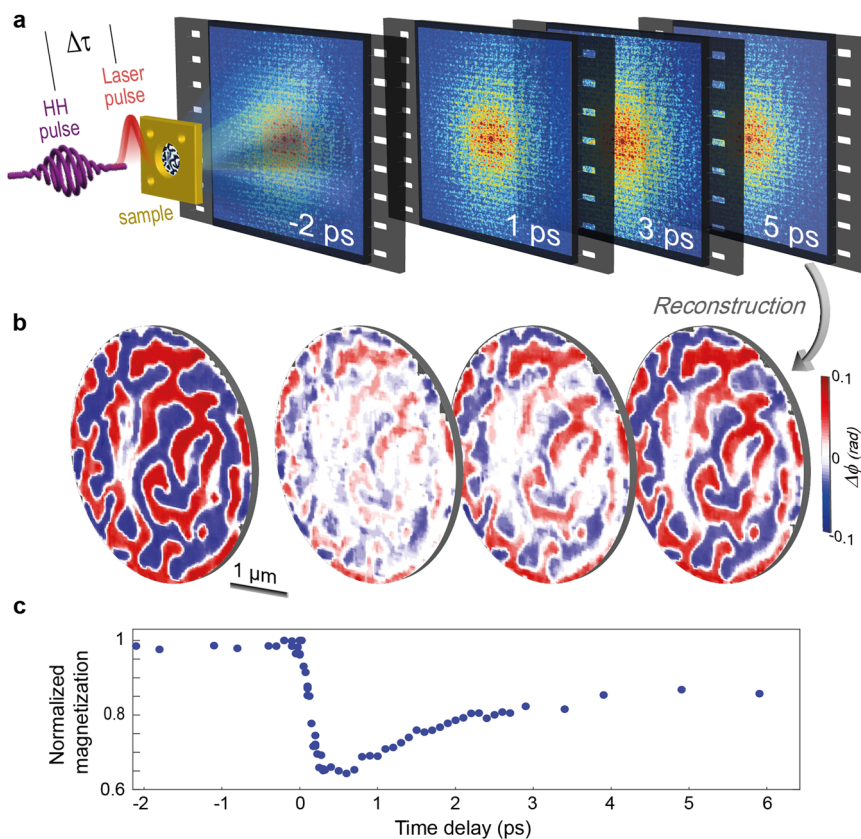 a
Δτ
Laser
pulse
HH
pulse
sample
-2 ps
1 ps
3 ps
5 ps
Reconstruction
b
0.1
0
-0.1
Δϕ (rad)
1 µm
c
Normalized
magnetization
1
0.8
0.6
-2
-1
0
1
2
3
4
5
6
Time delay (ps)